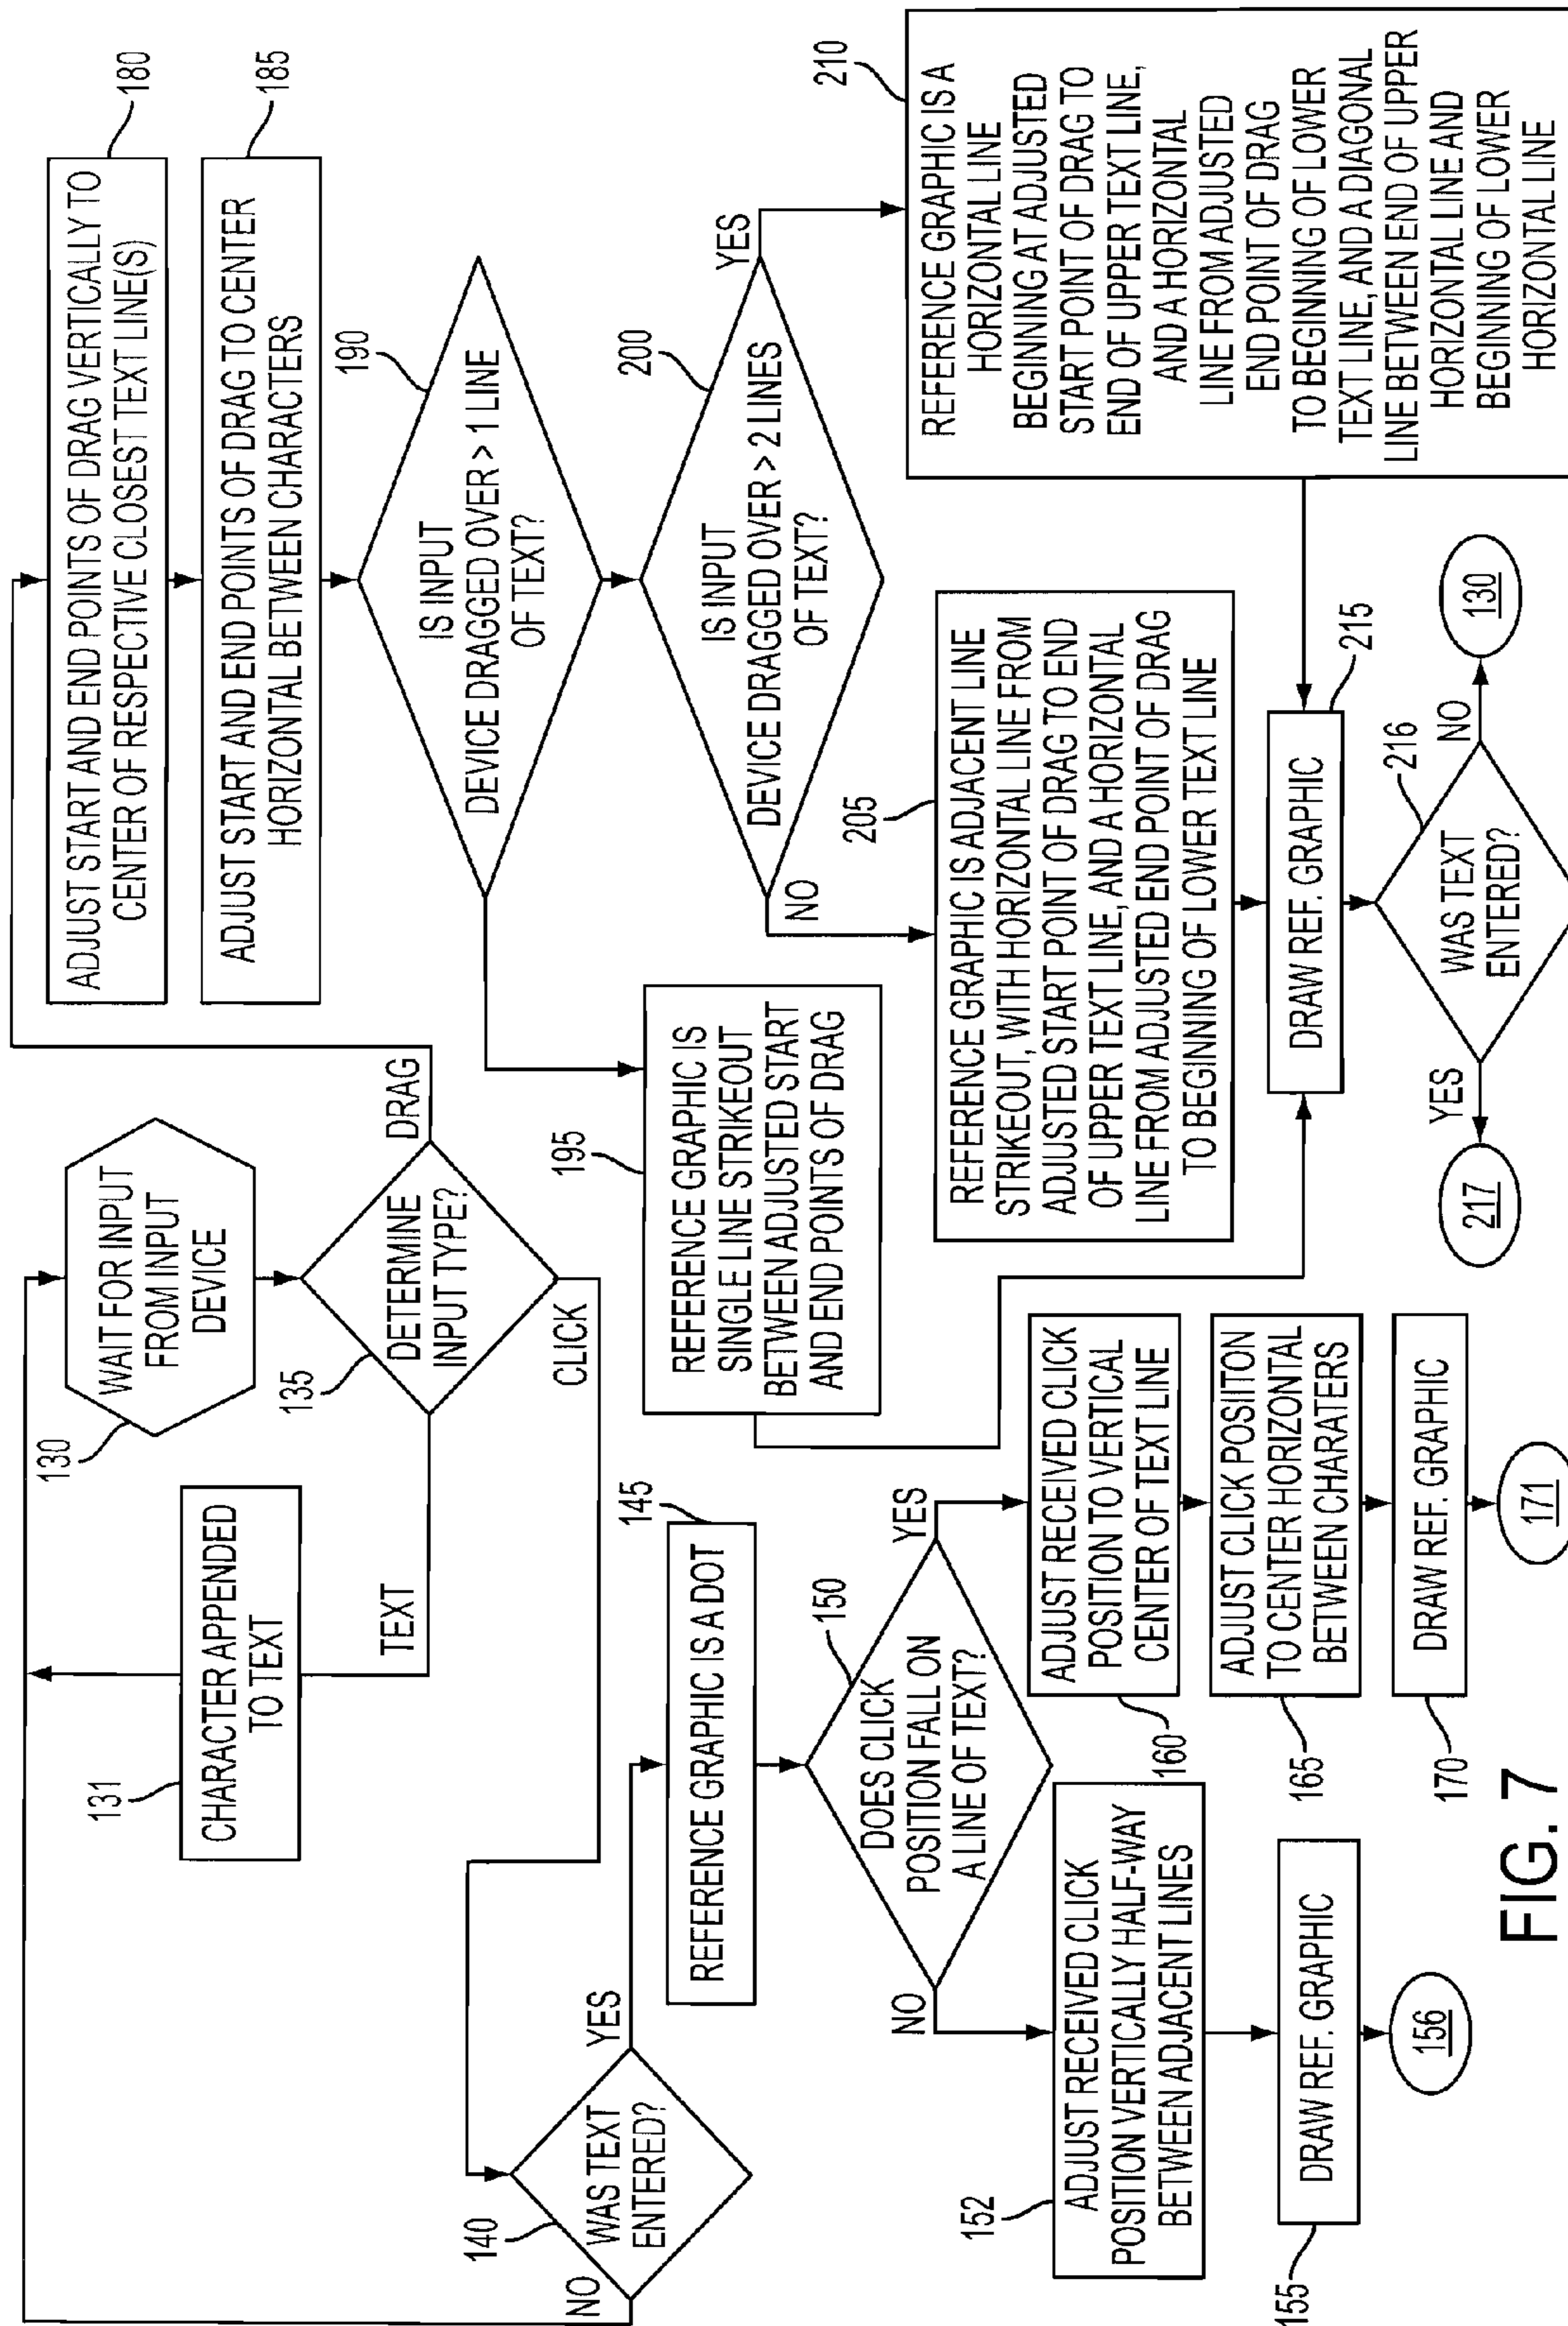 130
WAIT FOR INPUT
FROM INPUT
DEVICE
131
CHARACTER APPENDED
TO TEXT
TEXT
135
DETERMINE
INPUT TYPE?
DRAG
CLICK
140
WAS TEXT
ENTERED?
NO
YES
145
REFERENCE GRAPHIC IS A DOT
150
DOES CLICK
POSITION FALL ON
A LINE OF TEXT?
NO
YES
152
ADJUST RECEIVED CLICK
POSITION VERTICALLY HALF-WAY
BETWEEN ADJACENT LINES
155
DRAW REF. GRAPHIC
156
160
ADJUST RECEIVED CLICK
POSITION TO VERTICAL
CENTER OF TEXT LINE
165
ADJUST CLICK POSIITON
TO CENTER HORIZONTAL
BETWEEN CHARATERS
170
DRAW REF. GRAPHIC
171
180
ADJUST START AND END POINTS OF DRAG VERTICALLY TO
CENTER OF RESPECTIVE CLOSEST TEXT LINE(S)
185
ADJUST START AND END POINTS OF DRAG TO CENTER
HORIZONTAL BETWEEN CHARACTERS
190
IS INPUT
DEVICE DRAGGED OVER > 1 LINE
OF TEXT?
195
REFERENCE GRAPHIC IS
SINGLE LINE STRIKEOUT
BETWEEN ADJUSTED START
AND END POINTS OF DRAG
200
IS INPUT
DEVICE DRAGGED OVER > 2 LINES
OF TEXT?
NO
YES
205
REFERENCE GRAPHIC IS ADJACENT LINE
STRIKEOUT, WITH HORIZONTAL LINE FROM
ADJUSTED START POINT OF DRAG TO END
OF UPPER TEXT LINE, AND A HORIZONTAL
LINE FROM ADJUSTED END POINT OF DRAG
TO BEGINNING OF LOWER TEXT LINE
210
REFERENCE GRAPHIC IS A
HORIZONTAL LINE
BEGINNING AT ADJUSTED
START POINT OF DRAG TO
END OF UPPER TEXT LINE,
AND A HORIZONTAL
LINE FROM ADJUSTED
END POINT OF DRAG
TO BEGINNING OF LOWER
TEXT LINE, AND A DIAGONAL
LINE BETWEEN END OF UPPER
HORIZONTAL LINE AND
BEGINNING OF LOWER
HORIZONTAL LINE
215
DRAW REF. GRAPHIC
216
WAS TEXT
ENTERED?
YES
NO
217
130
FIG. 7